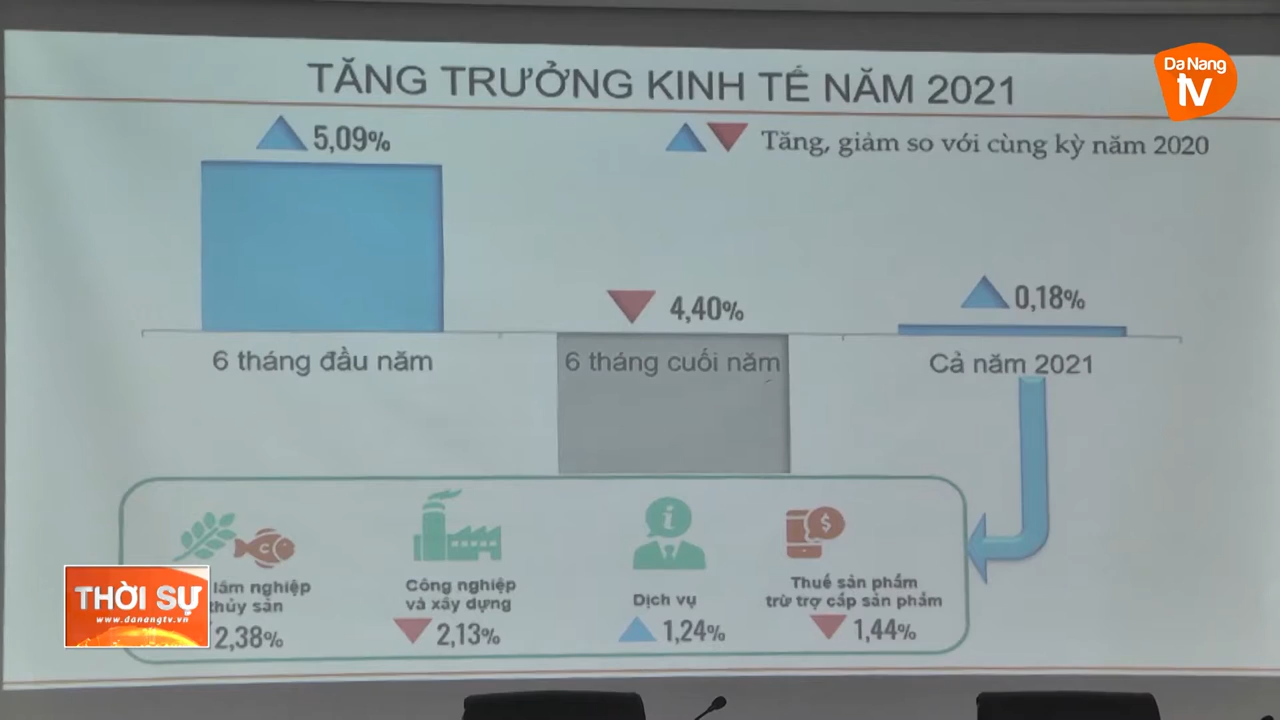 Da Nang
tv
TĂNG TRƯỞNG KINH TẾ NĂM 2021
5,09%
Tăng, giảm so với cùng kỳ năm 2020
4,40%
0,18%
6 tháng đầu năm
6 tháng cuối năm
Cả năm 2021
lâm nghiệp
thủy sản
2,38%
Công nghiệp
và xây dựng
2,13%
Dịch vụ
1,24%
Thuế sản phẩm
trừ trợ cấp sản phẩm
1,44%
THỜI SỰ
www.danangtv.vn